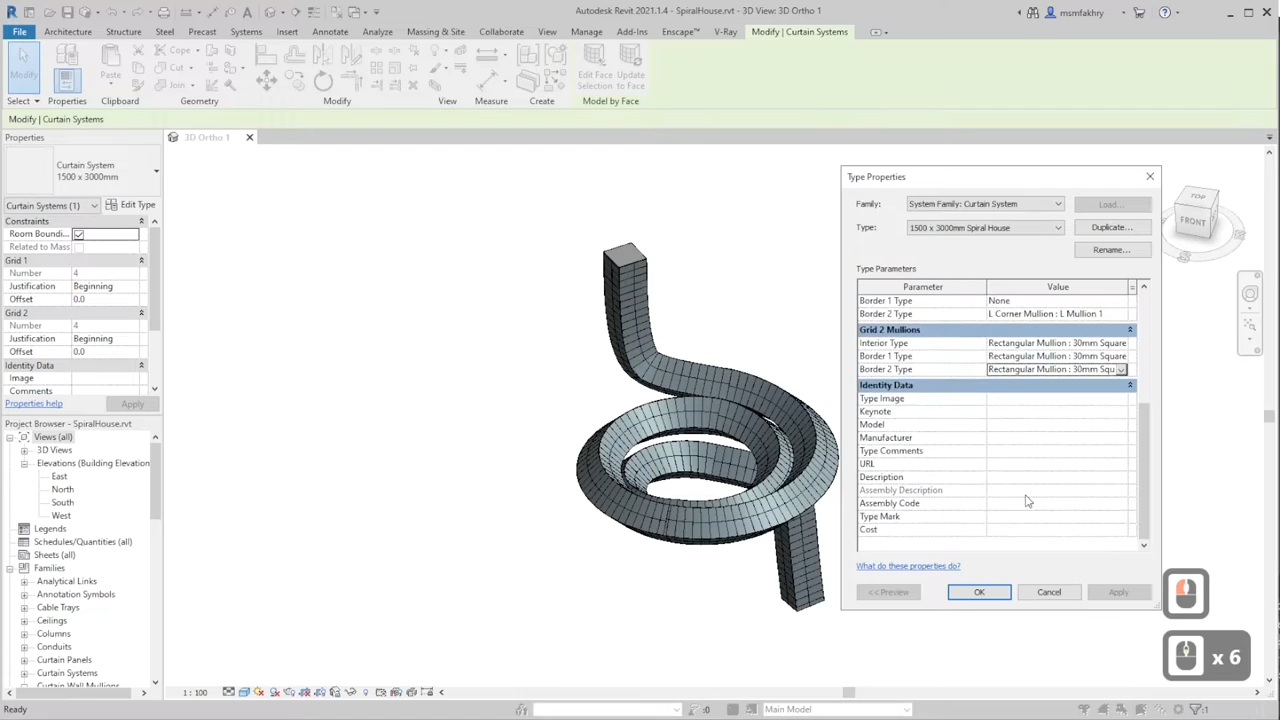 Autodesk Revit 2021.1.4 - SpiralHouse.rvt - 3D View: 3D Ortho 1
msmfakhry
File Architecture Structure Steel Precast Systems Insert Annotate Analyze Collaborate View Manage Add-Ins Enscape™ V-Ray Massing & Site Modify | Curtain Systems
Modify
Paste
Cope
Cut
Join
Edit Face Selection
Update to Face
Select Properties Clipboard Geometry Modify View Measure Create Model by Face
Modify | Curtain Systems
Properties
3D Ortho 1
Curtain System
1500 x 3000mm
Curtain Systems (1) Edit Type
Constraints
Room Boundi...
Related to Mass
Grid 1
Number 4
Justification Beginning
Offset 0.0
Grid 2
Number 4
Justification Beginning
Offset 0.0
Identity Data
Image
Comments
Properties help Apply
Project Browser - SpiralHouse.rvt
Views (all)
3D Views
Elevations (Building Elevation
East
North
South
West
Legends
Schedules/Quantities (all)
Sheets (all)
Families
Analytical Links
Annotation Symbols
Cable Trays
Ceilings
Columns
Conduits
Curtain Panels
Curtain Systems
Curtain Wall Mullions
Type Properties
Family: System Family: Curtain System Load...
Type: 1500 x 3000mm Spiral House Duplicate...
Rename...
Type Parameters
Parameter Value =
Border 1 Type None
Border 2 Type L Corner Mullion : L Mullion 1
Grid 2 Mullions
Interior Type Rectangular Mullion : 30mm Square
Border 1 Type Rectangular Mullion : 30mm Square
Border 2 Type Rectangular Mullion : 30mm Squ
Identity Data
Type Image
Keynote
Model
Manufacturer
Type Comments
URL
Description
Assembly Description
Assembly Code
Type Mark
Cost
What do these properties do?
<< Preview OK Cancel Apply
TOP
FRONT
x 6
1 : 100
Ready :0 Main Model :1